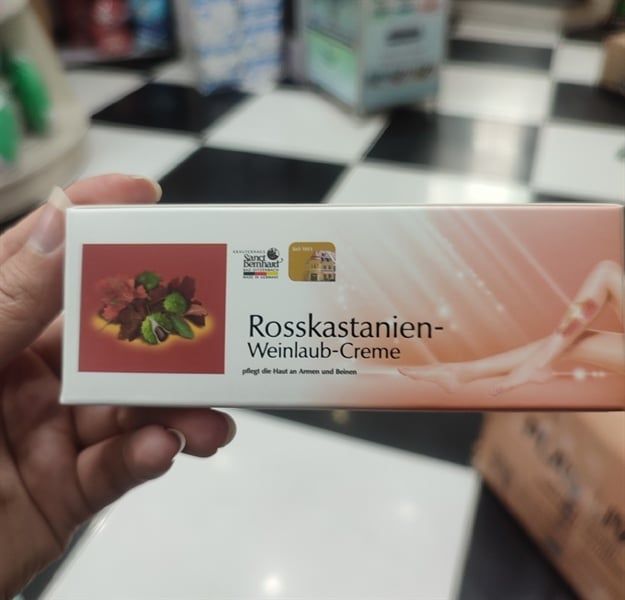 KRÄUTERHAUS
Sanct
Bernhard
BAD DITZENBACH
MADE IN GERMANY
Seit 1903
Rosskastanien-
Weinlaub-Creme
pflegt die Haut an Armen und Beinen